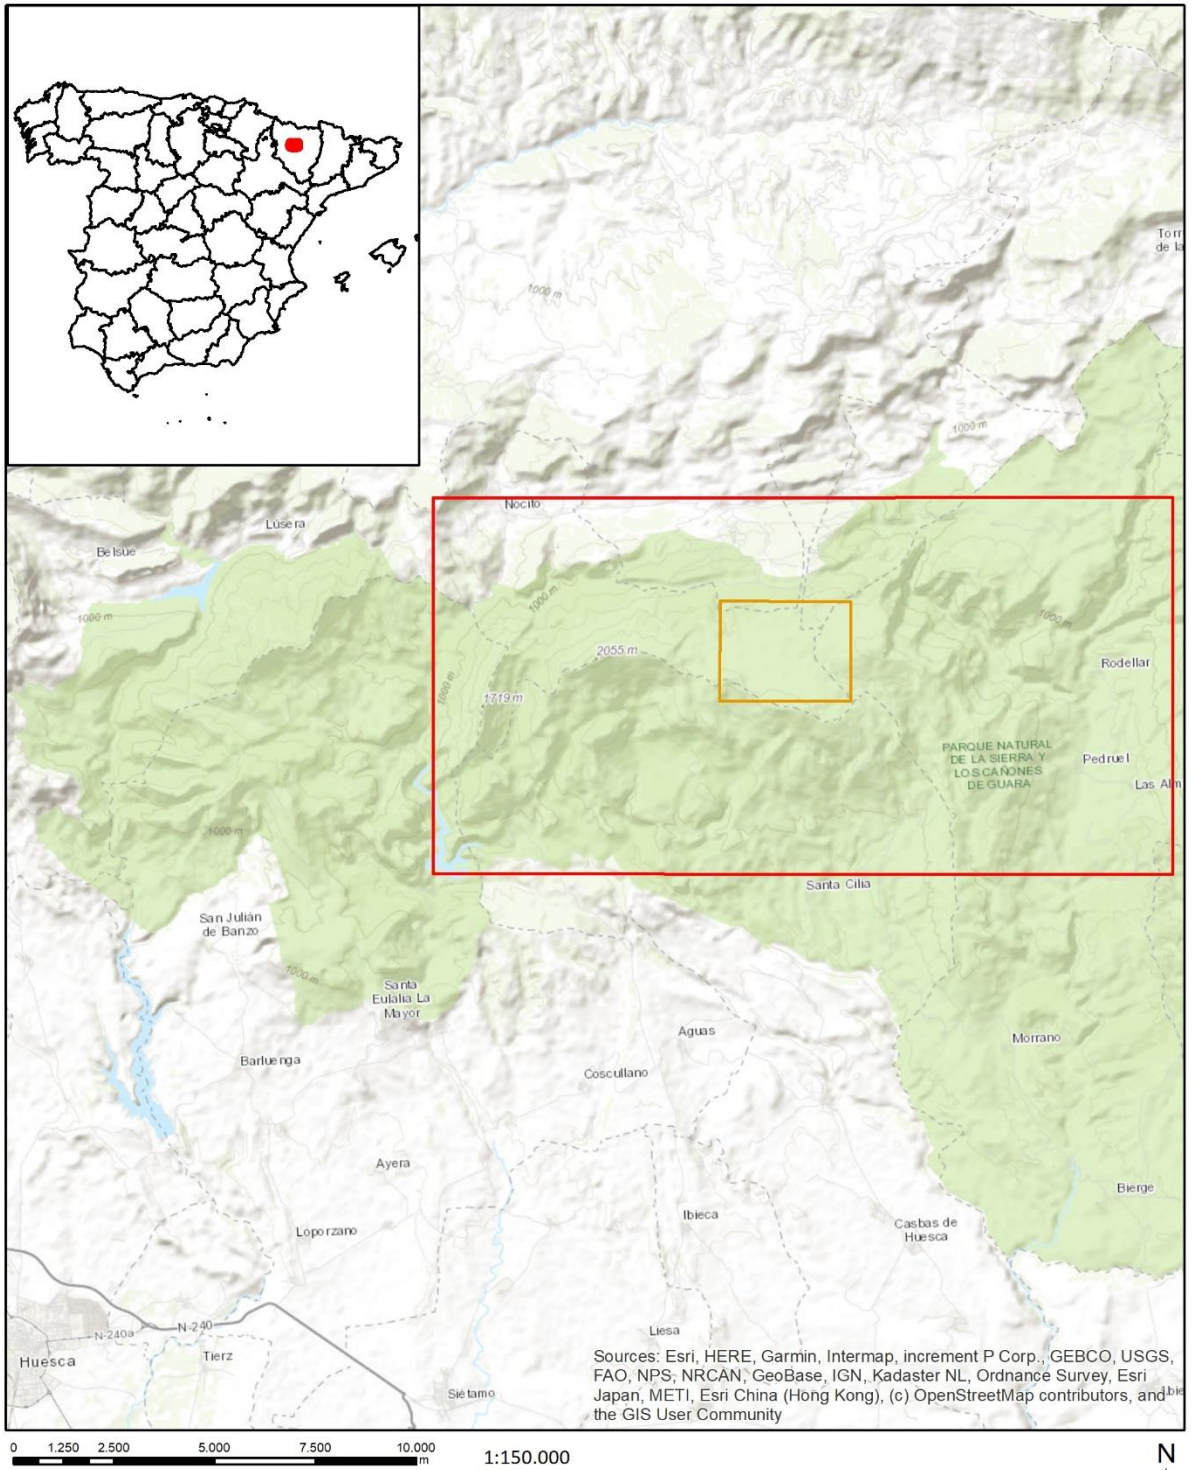 Torr
de la
1000 m
1000 m
Nocito
Lúsera
Belsué
1000 m
1000 m
1000 m
2055 m
Rodellar
1000 m
1719 m
PARQUE NATURAL
DE LA SIERRA Y
LOS CAÑONES
DE GUARA
Pedruel
Las Alm
1000 m
Santa Cilia
San Julián
de Banzo
1000 m
Santa
Eulalia La
Mayor
Aguas
Morrano
Barluenga
Coscullano
Ayera
Bierge
Ibieca
Loporzano
Casbas de
Huesca
N-240a
N-240
Liesa
Huesca
Tierz
Siétamo
Abie
Sources: Esri, HERE, Garmin, Intermap, increment P Corp., GEBCO, USGS,
FAO, NPS, NRCAN, GeoBase, IGN, Kadaster NL, Ordnance Survey, Esri
Japan, METI, Esri China (Hong Kong), (c) OpenStreetMap contributors, and
the GIS User Community
0 1.250 2.500 5.000 7.500 10.000
m
1:150.000
N